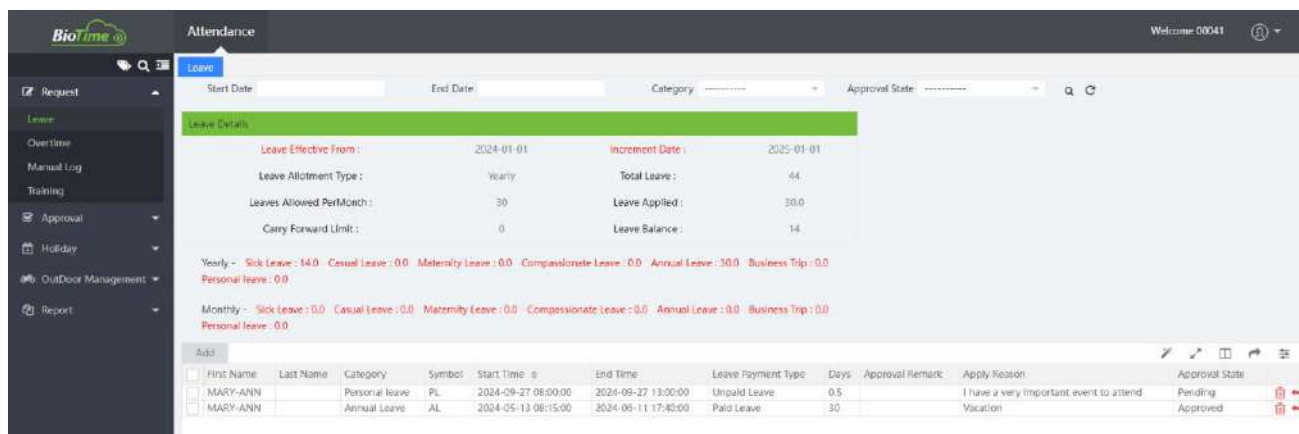 BioTime
Attendance
Welcome 00041
Leave
Request
Start Date
End Date
Category ----------
Approval State ----------
Leave
Overtime
Manual Log
Training
Approval
Holiday
OutDoor Management
Report
Leave Details
Leave Effective From : 2024-01-01 Increment Date : 2025-01-01
Leave Allotment Type : Yearly Total Leave : 44
Leaves Allowed PerMonth : 30 Leave Applied : 30.0
Carry Forward Limit : 0 Leave Balance : 14
Yearly - Sick Leave : 14.0 Casual Leave : 0.0 Maternity Leave : 0.0 Compassionate Leave : 0.0 Annual Leave : 30.0 Business Trip : 0.0
Personal leave : 0.0
Monthly - Sick Leave : 0.0 Casual Leave : 0.0 Maternity Leave : 0.0 Compassionate Leave : 0.0 Annual Leave : 0.0 Business Trip : 0.0
Personal leave : 0.0
Add
First Name Last Name Category Symbol Start Time End Time Leave Payment Type Days Approval Remark Apply Reason Approval State
MARY-ANN Personal leave PL 2024-09-27 08:00:00 2024-09-27 13:00:00 Unpaid Leave 0.5 I have a very important event to attend Pending
MARY-ANN Annual Leave AL 2024-05-13 08:15:00 2024-06-11 17:40:00 Paid Leave 30 Vacation Approved